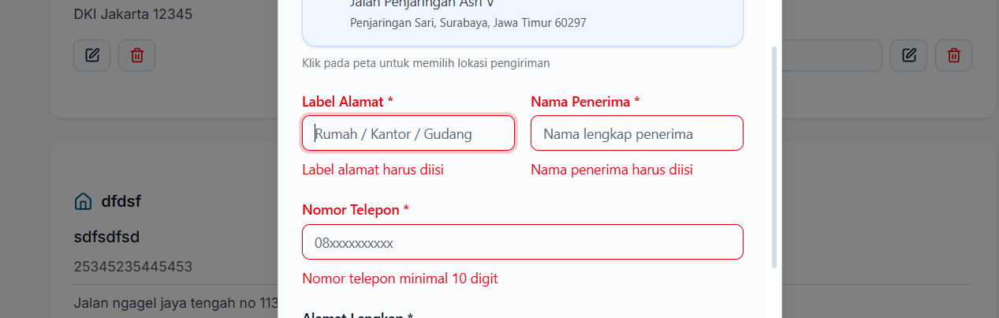 DKI Jakarta 12345
Jalan Penjaringan Asri V
Penjaringan Sari, Surabaya, Jawa Timur 60297
Klik pada peta untuk memilih lokasi pengiriman
Label Alamat *
Nama Penerima *
Rumah / Kantor / Gudang
Nama lengkap penerima
Label alamat harus diisi
Nama penerima harus diisi
dfdsf
Nomor Telepon *
sdfsdfsd
08xxxxxxxxxx
25345235445453
Nomor telepon minimal 10 digit
Jalan ngagel jaya tengah no 113
Alamat Lengkap *